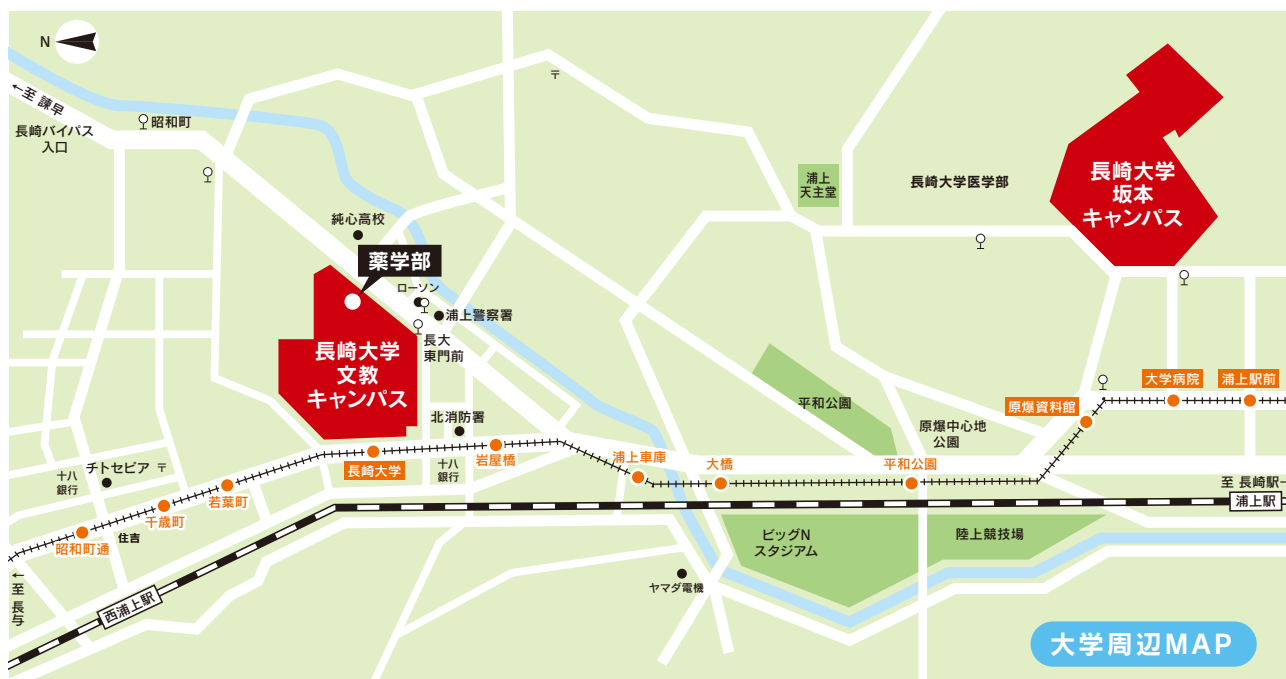 N
←至 諫早
長崎バイパス
入口
昭和町
〒
純心高校
薬学部
ローソン
浦上警察署
長大
東門前
長崎大学
文教
キャンパス
北消防署
浦上
天主堂
長崎大学医学部
長崎大学
坂本
キャンパス
平和公園
原爆中心地
公園
原爆資料館
大学病院
浦上駅前
チトセピア 〒
十八
銀行
長崎大学
十八
銀行
岩屋橋
浦上車庫
大橋
平和公園
至 長崎駅→
浦上駅
若葉町
千歳町
住吉
昭和町通
←至 長与
西浦上駅
ビッグN
スタジアム
陸上競技場
ヤマダ電機
大学周辺MAP